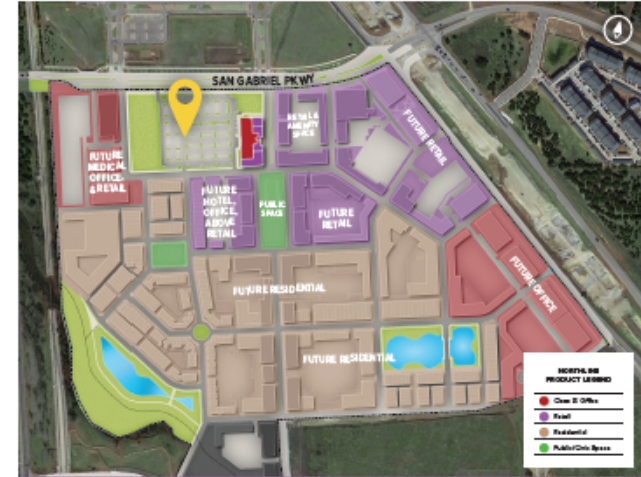 SAN GABRIEL PKWY
FUTURE
MEDICAL
OFFICE
& RETAIL
RETAIL &
AMENITY
SPACE
FUTURE RETAIL
FUTURE
HOTEL,
OFFICE,
ABOVE
RETAIL
PUBLIC
SPACE
FUTURE
RETAIL
FUTURE OFFICE
FUTURE RESIDENTIAL
FUTURE RESIDENTIAL
NORTHLINE
PRODUCT LEGEND
Class A Office
Retail
Residential
Public/Civic Space